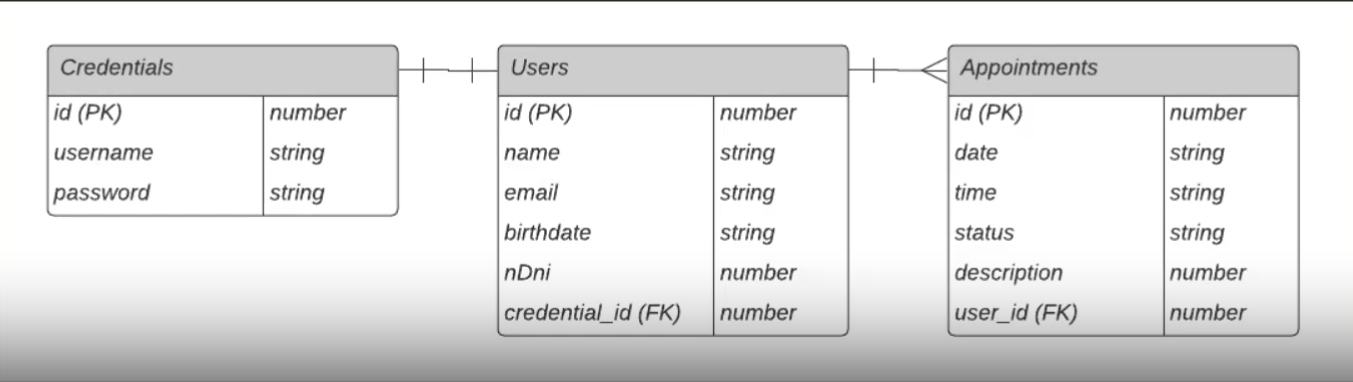 Credentials
id (PK) number
username string
password string
Users
id (PK) number
name string
email string
birthdate string
nDni number
credential_id (FK) number
Appointments
id (PK) number
date string
time string
status string
description number
user_id (FK) number